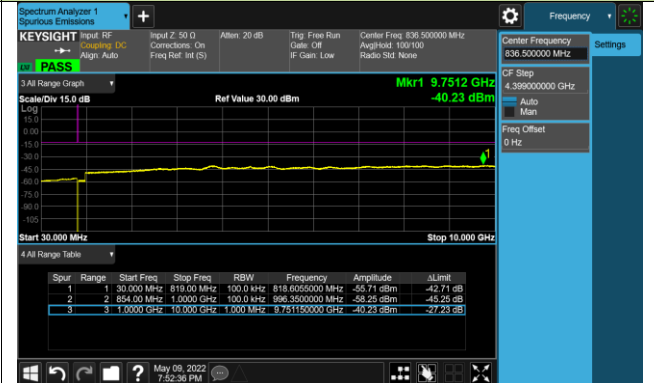 Spectrum Analyzer 1
Spurious Emissions
Frequency
KEYSIGHT
Input: RF
Coupling: DC
Align: Auto
Input Z: 50 Ω
Corrections: On
Freq Ref: Int (S)
Atten: 20 dB
Trig: Free Run
Gate: Off
IF Gain: Low
Center Freq: 836.500000 MHz
Avg|Hold: 100/100
Radio Std: None
PASS
Center Frequency
836.500000 MHz
Settings
CF Step
4.399000000 GHz
Auto
Man
Freq Offset
0 Hz
3 All Range Graph
Mkr1 9.7512 GHz
Scale/Div 15.0 dB
Ref Value 30.00 dBm
-40.23 dBm
Log
15.0
0.00
-15.0
-30.0
-45.0
-60.0
-75.0
-90.0
-105
1
Start 30.000 MHz
Stop 10.000 GHz
4 All Range Table
Spur Range Start Freq Stop Freq RBW Frequency Amplitude ΔLimit
1 1 30.000 MHz 819.00 MHz 100.0 kHz 818.6055000 MHz -55.71 dBm -42.71 dB
2 2 854.00 MHz 1.0000 GHz 100.0 kHz 996.3500000 MHz -58.25 dBm -45.25 dB
3 3 1.0000 GHz 10.000 GHz 1.000 MHz 9.751150000 GHz -40.23 dBm -27.23 dB
May 09, 2022
7:52:36 PM